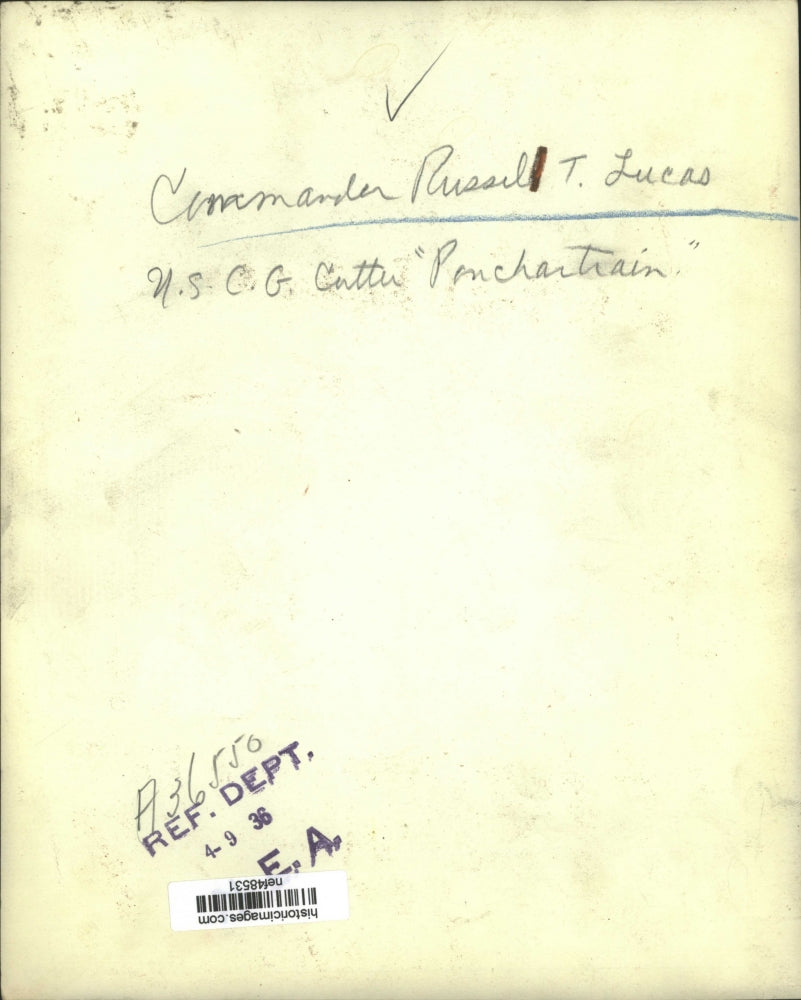 Commander Russell T. Lucas
U.S.C.G. Cutter "Ponchartrain."
A36550
REF. DEPT.
4-9 36
E.A.
nef48531
historicimages.com